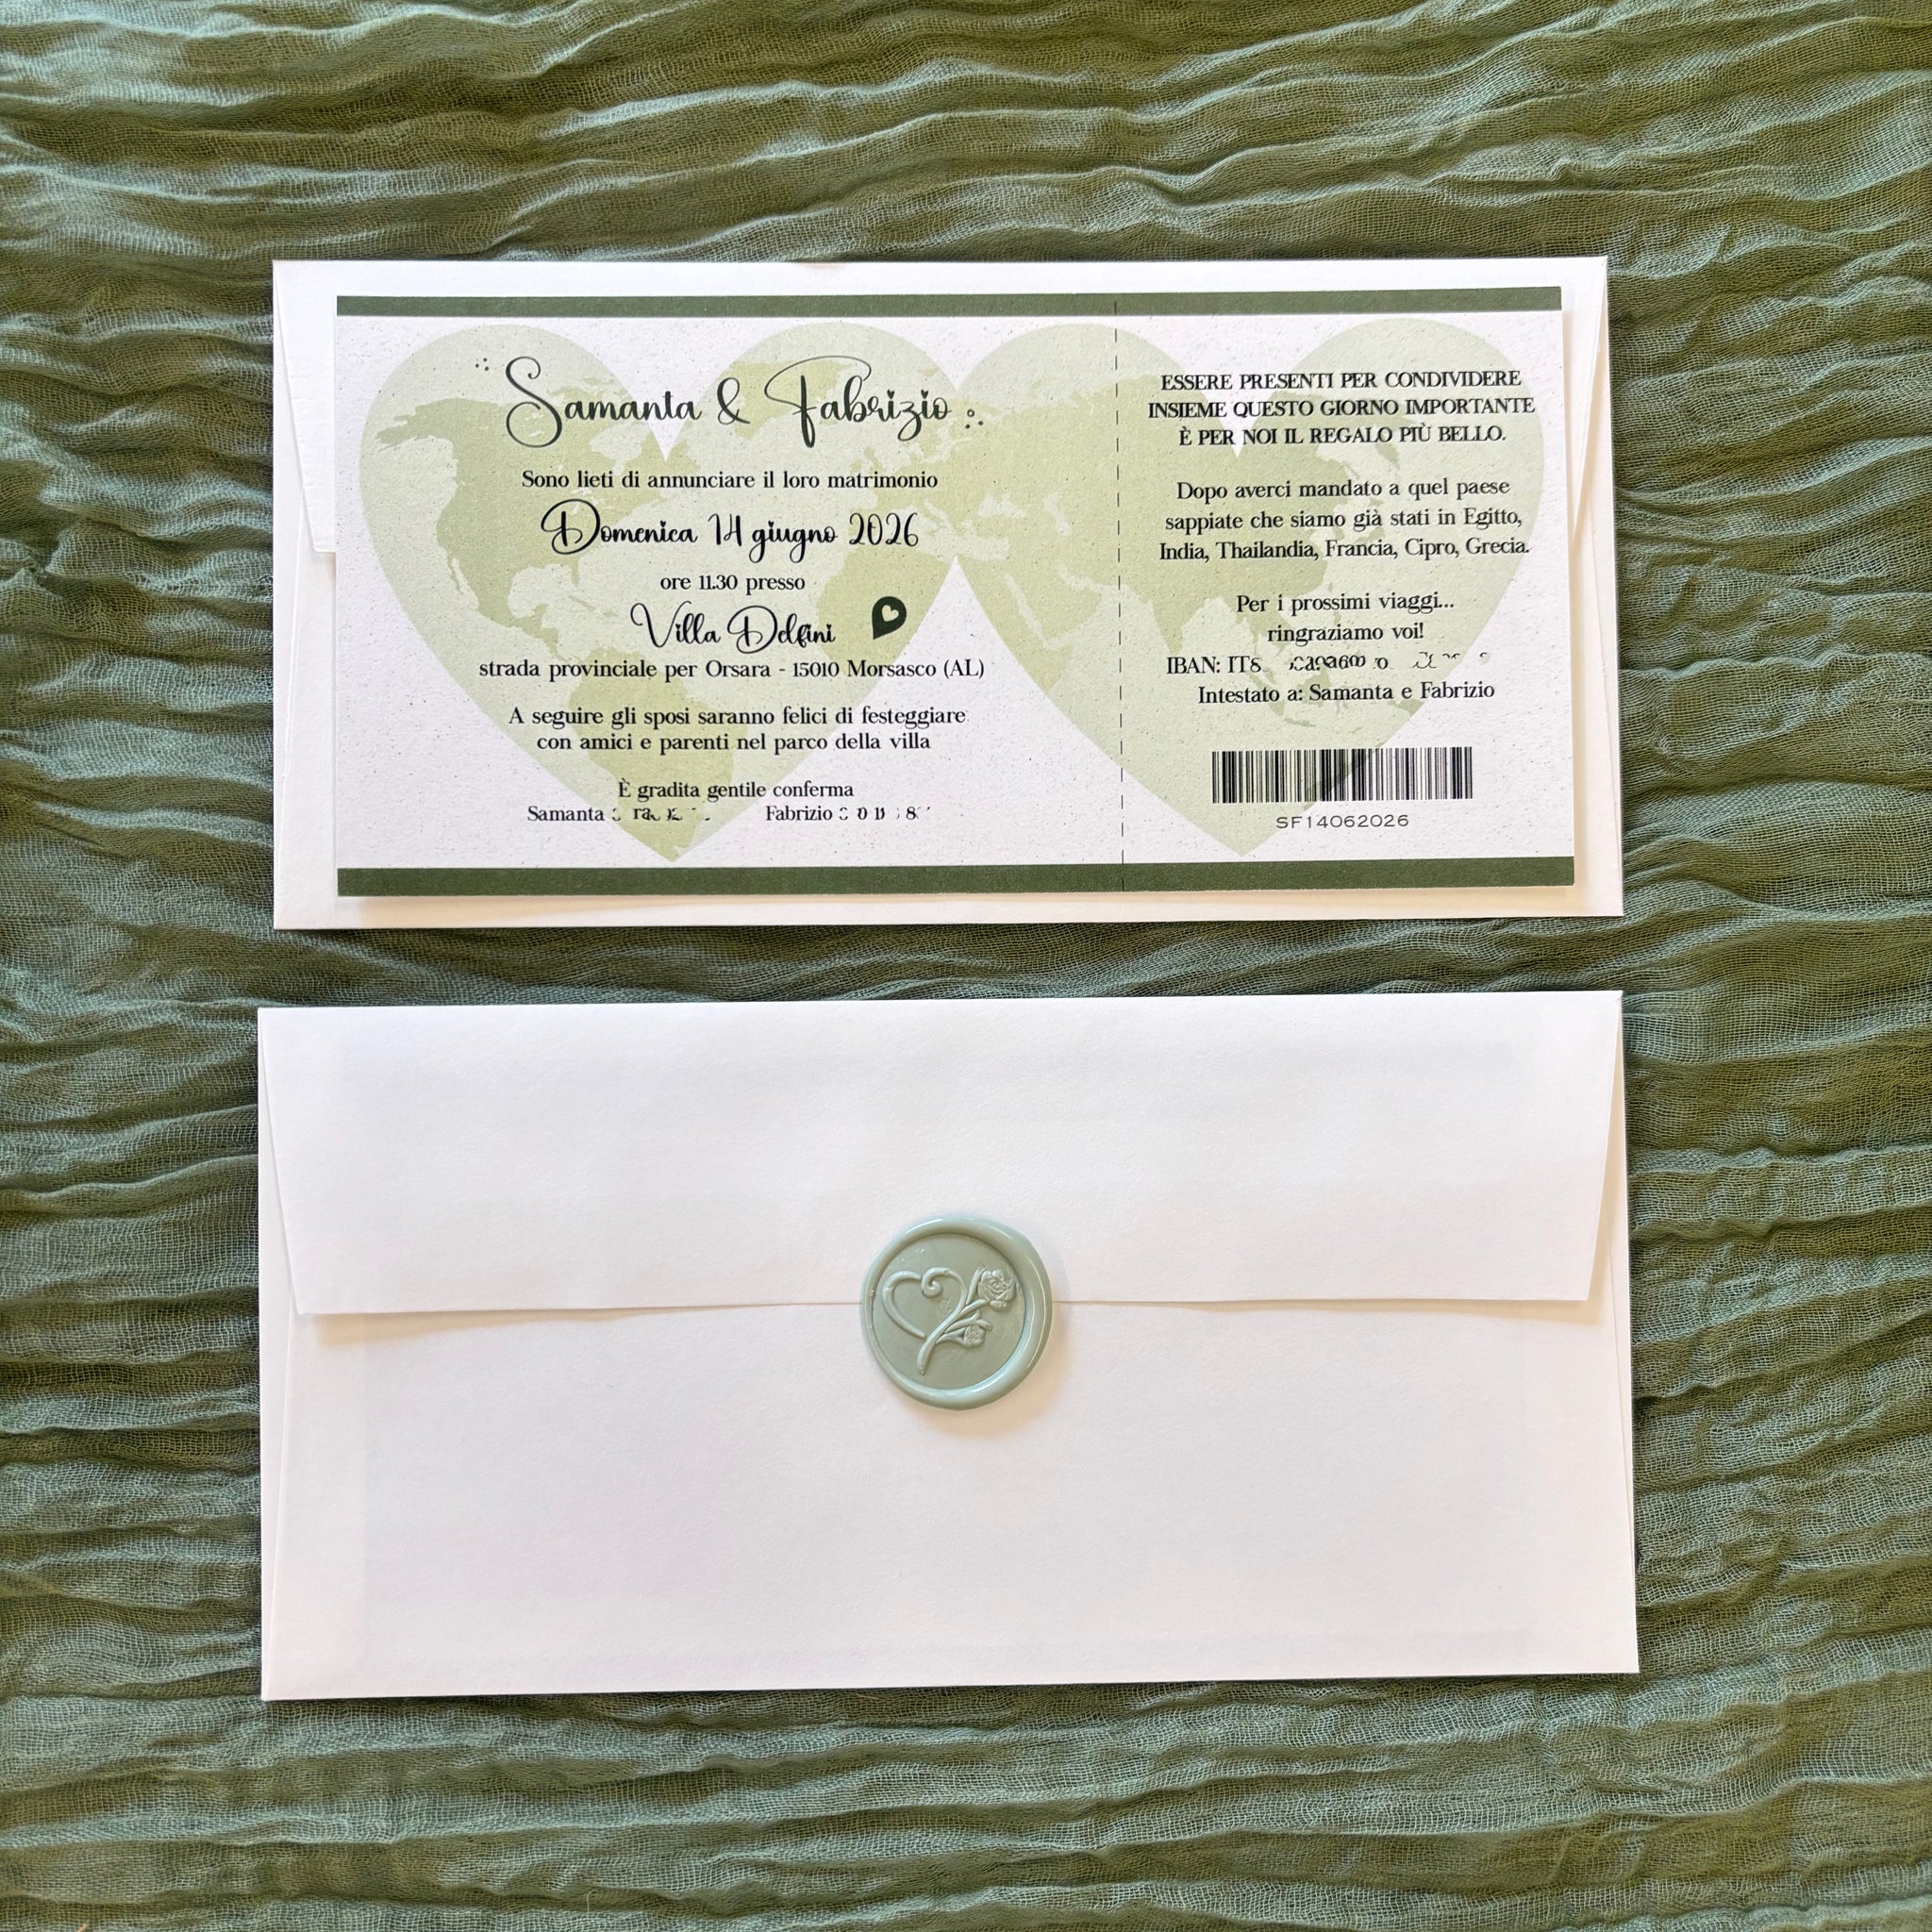 Samanta & Fabrizio
Sono lieti di annunciare il loro matrimonio
Domenica 14 giugno 2026
ore 11.30 presso
Villa Delfini
strada provinciale per Orsara - 15010 Morsasco (AL)
A seguire gli sposi saranno felici di festeggiare
con amici e parenti nel parco della villa
È gradita gentile conferma
Samanta Fabrizio
ESSERE PRESENTI PER CONDIVIDERE
INSIEME QUESTO GIORNO IMPORTANTE
È PER NOI IL REGALO PIÙ BELLO.
Dopo averci mandato a quel paese
sappiate che siamo già stati in Egitto,
India, Thailandia, Francia, Cipro, Grecia.
Per i prossimi viaggi...
ringraziamo voi!
IBAN:
Intestato a: Samanta e Fabrizio
SF14062026